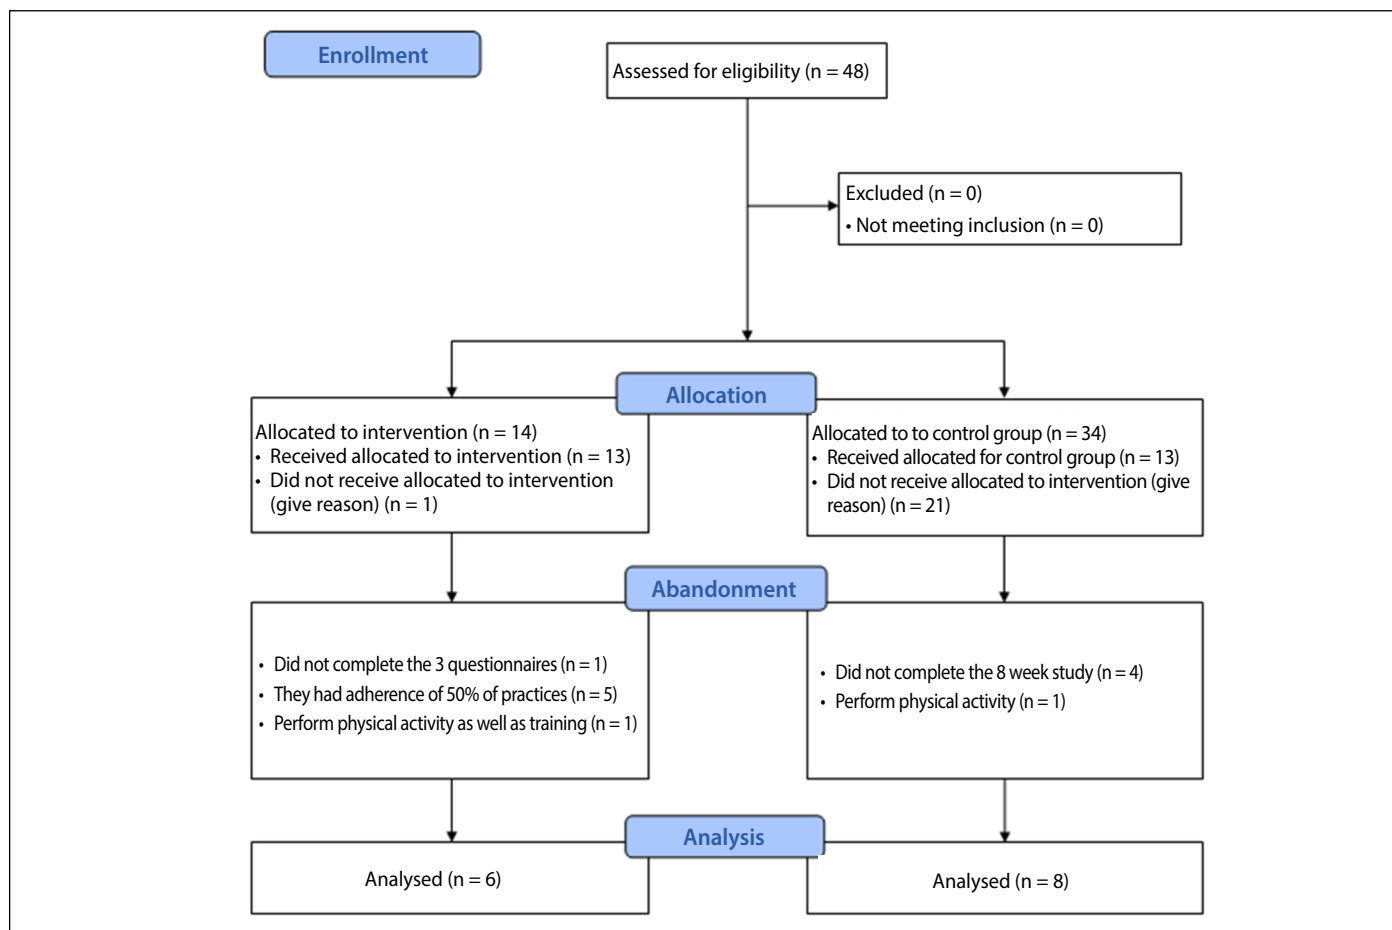 Enrollment
Assessed for eligibility (n = 48)
Excluded (n = 0)
• Not meeting inclusion (n = 0)
Allocation
Allocated to intervention (n = 14)
• Received allocated to intervention (n = 13)
• Did not receive allocated to intervention
(give reason) (n = 1)
Allocated to to control group (n = 34)
• Received allocated for control group (n = 13)
• Did not receive allocated to intervention (give
reason) (n = 21)
Abandonment
• Did not complete the 3 questionnaires (n = 1)
• They had adherence of 50% of practices (n = 5)
• Perform physical activity as well as training (n = 1)
• Did not complete the 8 week study (n = 4)
• Perform physical activity (n = 1)
Analysis
Analysed (n = 6)
Analysed (n = 8)